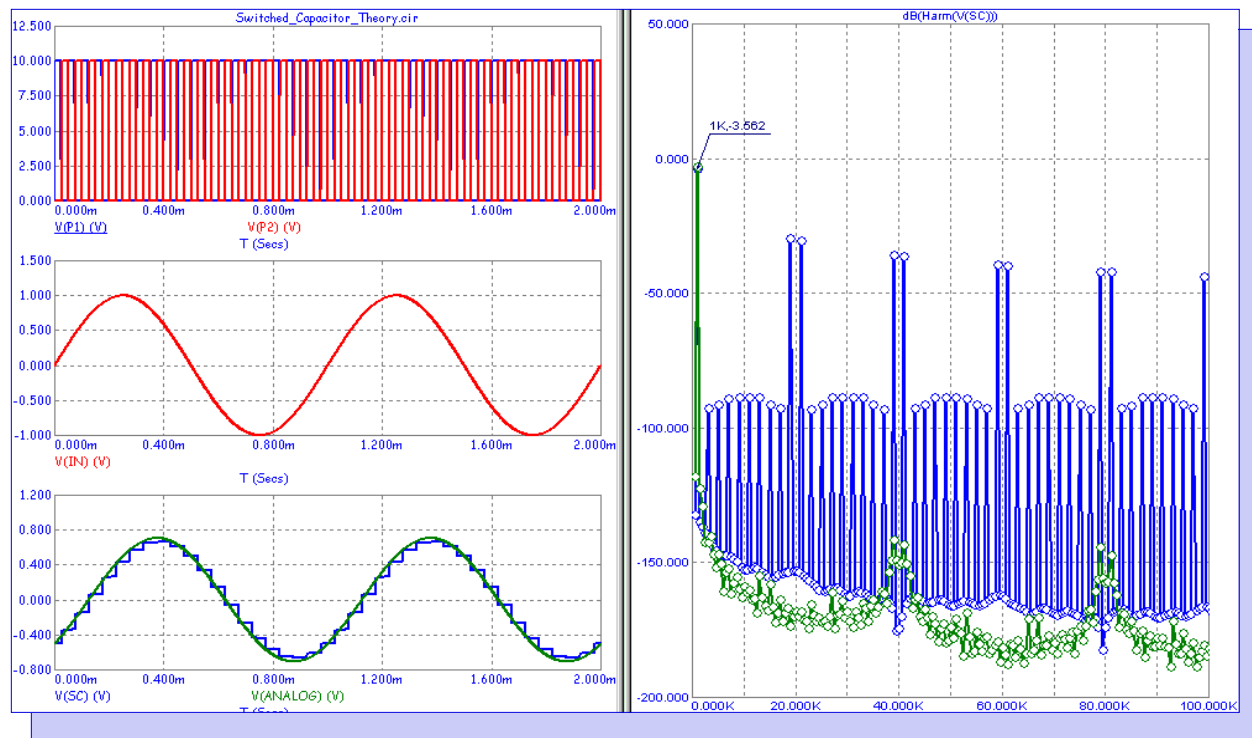 Switched_Capacitor_Theory.cir
12.500
10.000
7.500
5.000
2.500
0.000
0.000m 0.400m 0.800m 1.200m 1.600m 2.000m
V(P1) (V) V(P2) (V)
T (Secs)
1.500
1.000
0.500
0.000
-0.500
-1.000
0.000m 0.400m 0.800m 1.200m 1.600m 2.000m
V(IN) (V)
T (Secs)
1.200
0.800
0.400
0.000
-0.400
-0.800
0.000m 0.400m 0.800m 1.200m 1.600m 2.000m
V(SC) (V) V(ANALOG) (V)
T (Secs)
dB(Harm(V(SC)))
50.000
1K,-3.562
0.000
-50.000
-100.000
-150.000
-200.000
0.000K 20.000K 40.000K 60.000K 80.000K 100.000K